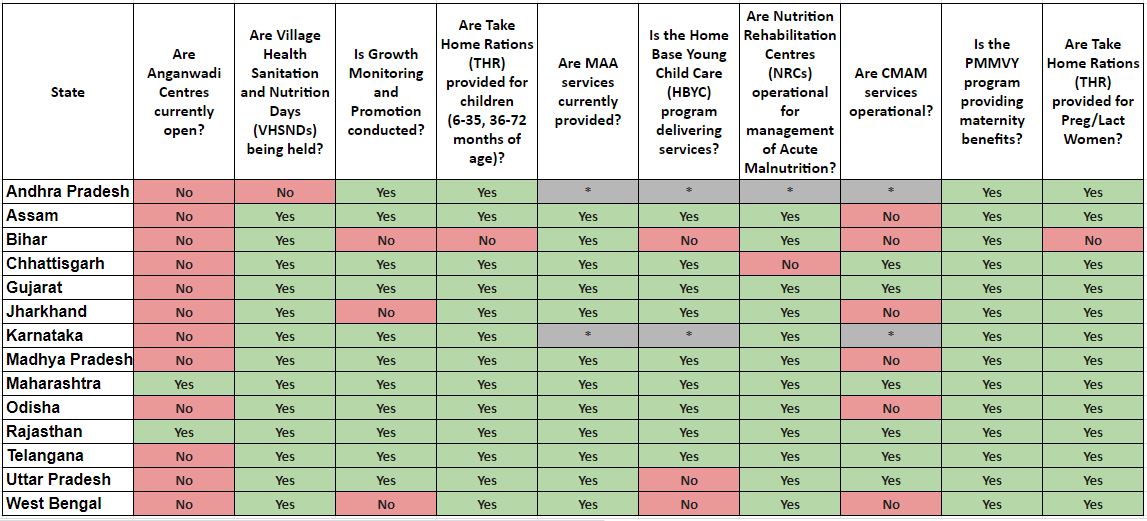 State
Are
Anganwadi
Centres
currently
open?
Are Village
Health
Sanitation
and Nutrition
Days
(VHSNDs)
being held?
Is Growth
Monitoring
and
Promotion
conducted?
Are Take
Home Rations
(THR)
provided for
children
(6-35, 36-72
months of
age)?
Are MAA
services
currently
provided?
Is the Home
Base Young
Child Care
(HBYC)
program
delivering
services?
Are Nutrition
Rehabilitation
Centres
(NRCs)
operational
for
management
of Acute
Malnutrition?
Are CMAM
services
operational?
Is the
PMMVY
program
providing
maternity
benefits?
Are Take
Home Rations
(THR)
provided for
Preg/Lact
Women?
Andhra Pradesh No No Yes Yes * * * * Yes Yes
Assam No Yes Yes Yes Yes Yes Yes No Yes Yes
Bihar No Yes No No Yes No Yes No Yes No
Chhattisgarh No Yes Yes Yes Yes Yes No Yes Yes Yes
Gujarat No Yes Yes Yes Yes Yes Yes Yes Yes Yes
Jharkhand No Yes No Yes Yes Yes Yes No Yes Yes
Karnataka No Yes Yes Yes * * Yes * Yes Yes
Madhya Pradesh No Yes Yes Yes Yes Yes Yes No Yes Yes
Maharashtra Yes Yes Yes Yes Yes Yes Yes Yes Yes Yes
Odisha No Yes Yes Yes Yes Yes Yes No Yes Yes
Rajasthan Yes Yes Yes Yes Yes Yes Yes Yes Yes Yes
Telangana No Yes Yes Yes Yes Yes Yes Yes Yes Yes
Uttar Pradesh No Yes Yes Yes Yes No Yes Yes Yes Yes
West Bengal No Yes No Yes Yes No Yes No Yes Yes